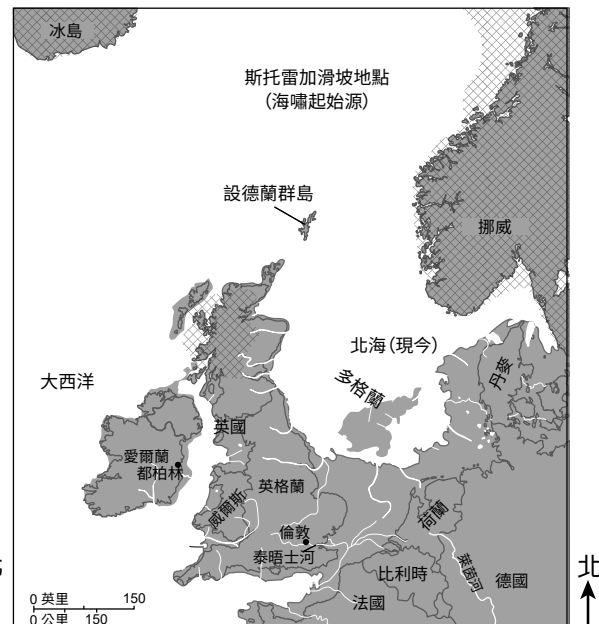 冰島
斯托雷加滑坡地點
（海嘯起始源）
設德蘭群島
挪威
北海（現今）
大西洋
多格蘭
丹麥
英國
愛爾蘭
都柏林
英格蘭
威爾斯
荷蘭
倫敦
泰晤士河
萊茵河
比利時
德國
北
法國
0 英里 150
0 公里 150